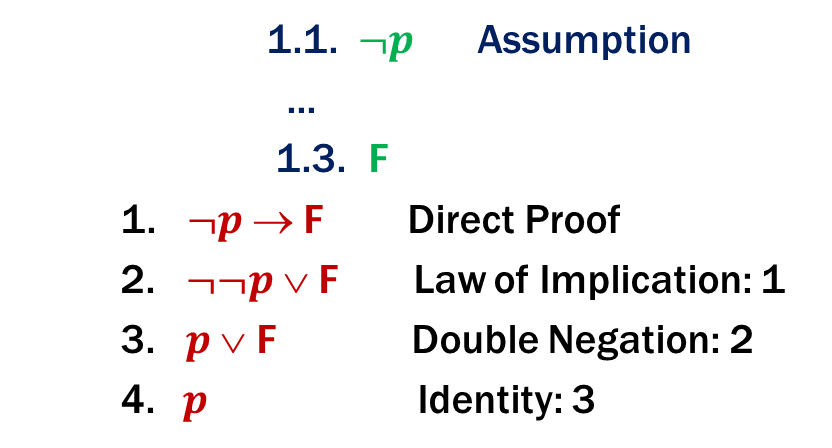 1.1. ¬p Assumption
...
1.3. F
1. ¬p → F Direct Proof
2. ¬¬p ∨ F Law of Implication: 1
3. p ∨ F Double Negation: 2
4. p Identity: 3